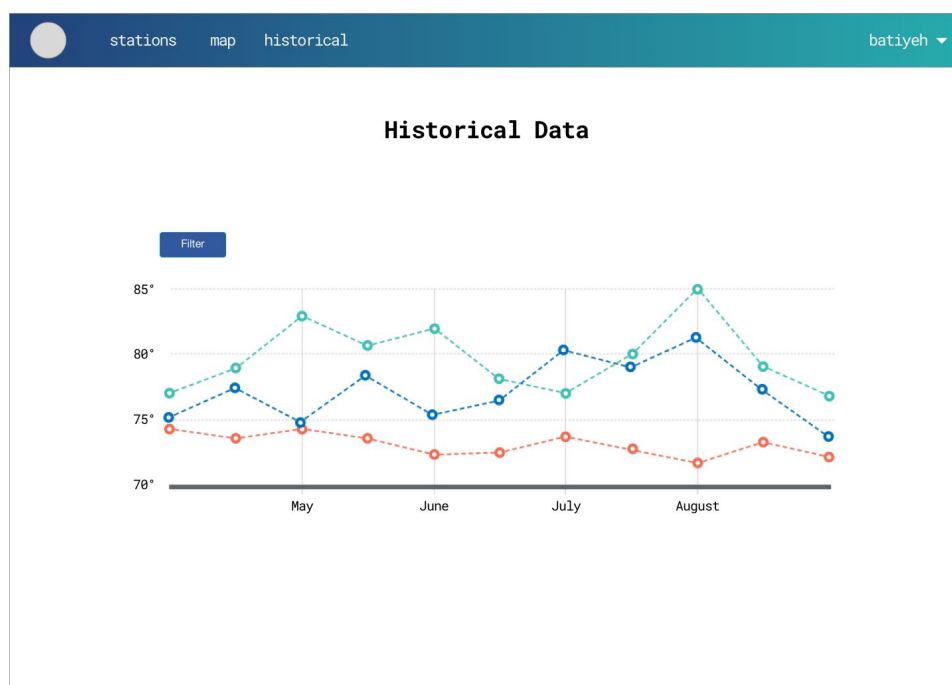 stations map historical batiyeh
Historical Data
Filter
85°
80°
75°
70°
May June July August